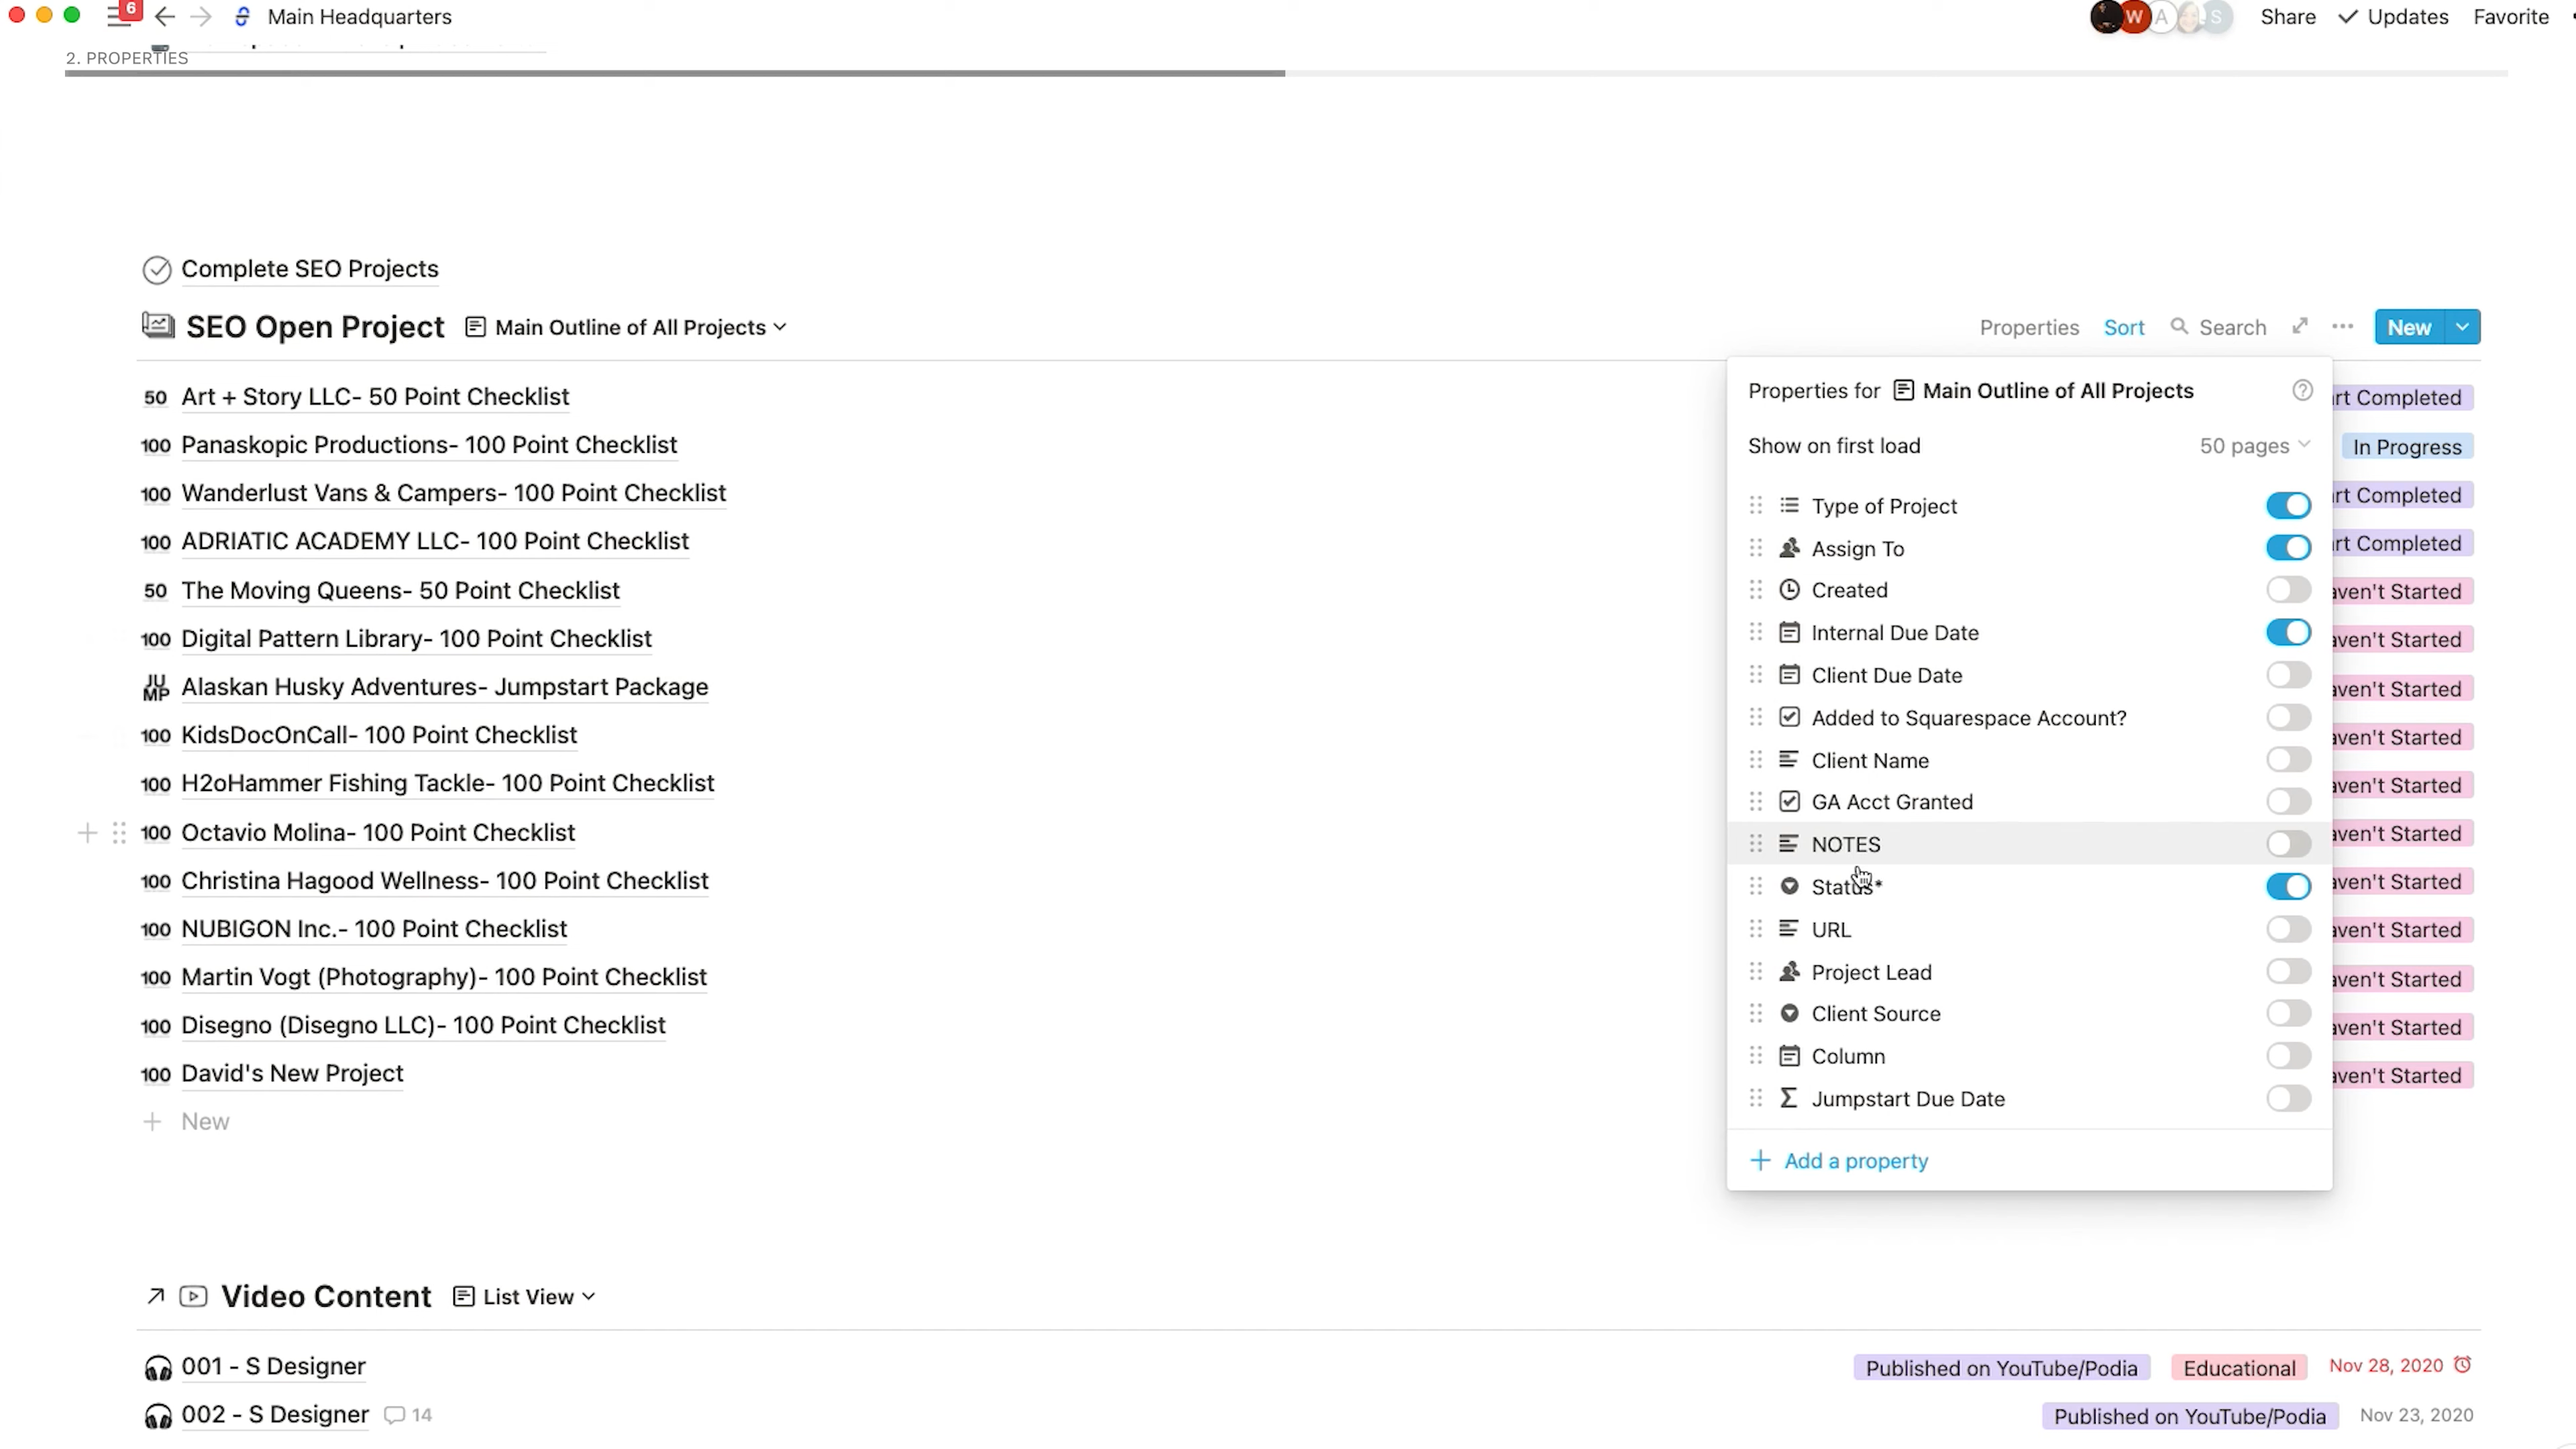 6 Main Headquarters W A S Share Updates Favorite
2. PROPERTIES
Complete SEO Projects
SEO Open Project Main Outline of All Projects Properties Sort Search New
50 Art + Story LLC- 50 Point Checklist
100 Panaskopic Productions- 100 Point Checklist
100 Wanderlust Vans & Campers- 100 Point Checklist
100 ADRIATIC ACADEMY LLC- 100 Point Checklist
50 The Moving Queens- 50 Point Checklist
100 Digital Pattern Library- 100 Point Checklist
JU
MP Alaskan Husky Adventures- Jumpstart Package
100 KidsDocOnCall- 100 Point Checklist
100 H2oHammer Fishing Tackle- 100 Point Checklist
100 Octavio Molina- 100 Point Checklist
100 Christina Hagood Wellness- 100 Point Checklist
100 NUBIGON Inc.- 100 Point Checklist
100 Martin Vogt (Photography)- 100 Point Checklist
100 Disegno (Disegno LLC)- 100 Point Checklist
100 David's New Project
New
Properties for Main Outline of All Projects
Show on first load 50 pages
Type of Project
Assign To
Created
Internal Due Date
Client Due Date
Added to Squarespace Account?
Client Name
GA Acct Granted
NOTES
Status*
URL
Project Lead
Client Source
Column
Jumpstart Due Date
Add a property
rt Completed
In Progress
rt Completed
rt Completed
aven't Started
aven't Started
aven't Started
aven't Started
aven't Started
aven't Started
aven't Started
aven't Started
aven't Started
aven't Started
aven't Started
Video Content List View
001 - S Designer Published on YouTube/Podia Educational Nov 28, 2020
002 - S Designer 14 Published on YouTube/Podia Nov 23, 2020